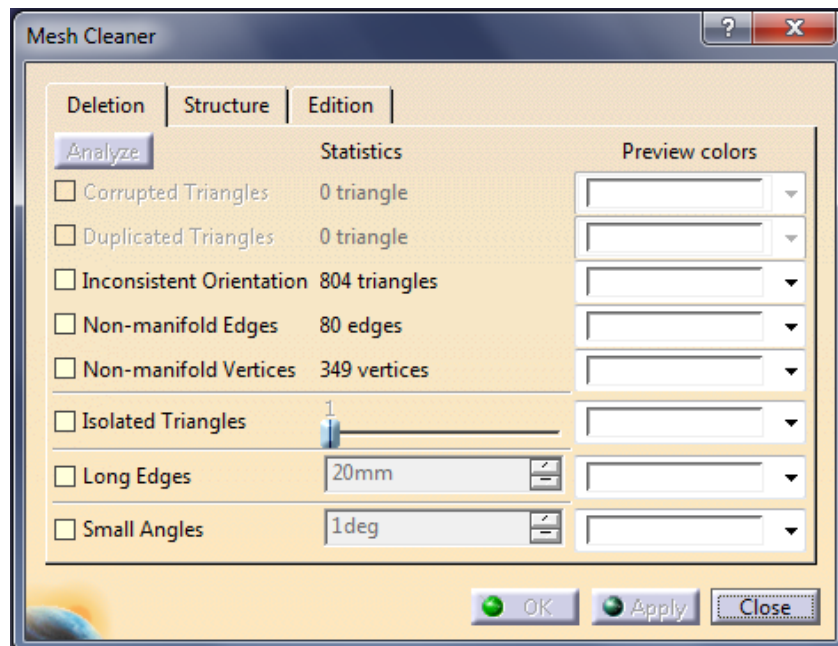 Mesh Cleaner ? X
Deletion Structure Edition
Analyze Statistics Preview colors
Corrupted Triangles 0 triangle
Duplicated Triangles 0 triangle
Inconsistent Orientation 804 triangles
Non-manifold Edges 80 edges
Non-manifold Vertices 349 vertices
1
Isolated Triangles
Long Edges 20mm
Small Angles 1deg
OK Apply Close